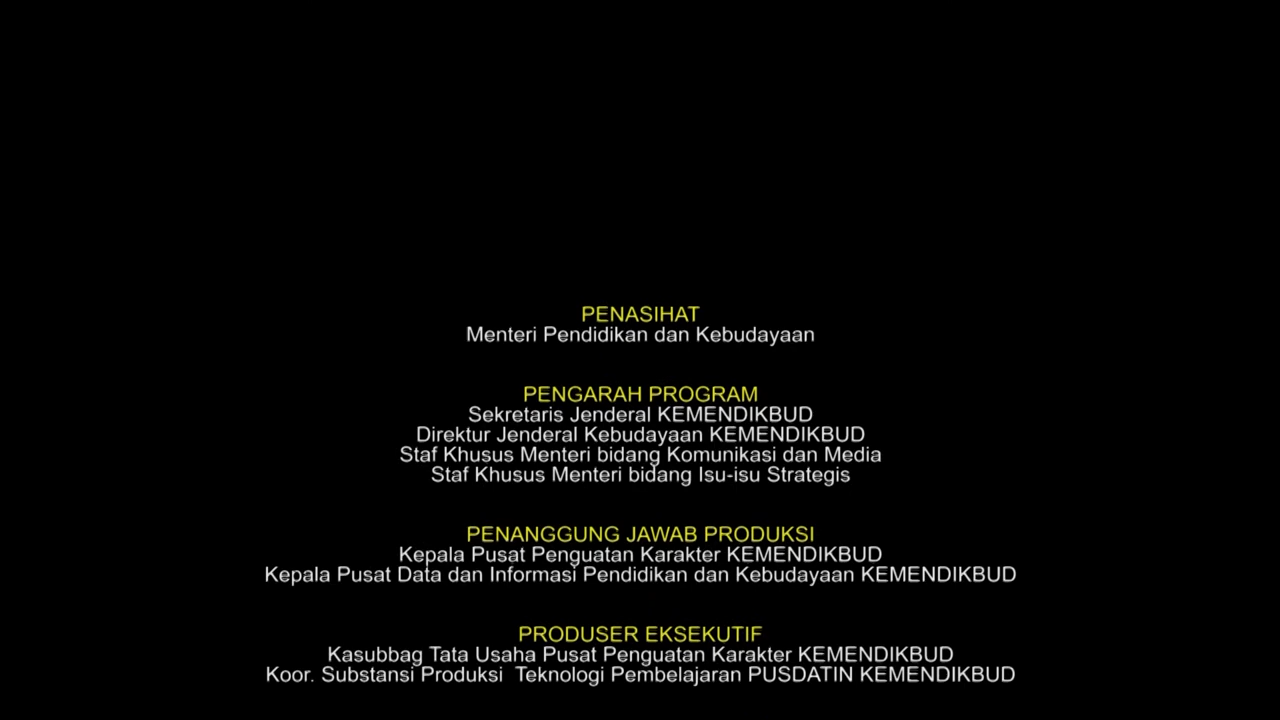 PENASIHAT
Menteri Pendidikan dan Kebudayaan
PENGARAH PROGRAM
Sekretaris Jenderal KEMENDIKBUD
Direktur Jenderal Kebudayaan KEMENDIKBUD
Staf Khusus Menteri bidang Komunikasi dan Media
Staf Khusus Menteri bidang Isu-isu Strategis
PENANGGUNG JAWAB PRODUKSI
Kepala Pusat Penguatan Karakter KEMENDIKBUD
Kepala Pusat Data dan Informasi Pendidikan dan Kebudayaan KEMENDIKBUD
PRODUSER EKSEKUTIF
Kasubbag Tata Usaha Pusat Penguatan Karakter KEMENDIKBUD
Koor. Substansi Produksi  Teknologi Pembelajaran PUSDATIN KEMENDIKBUD